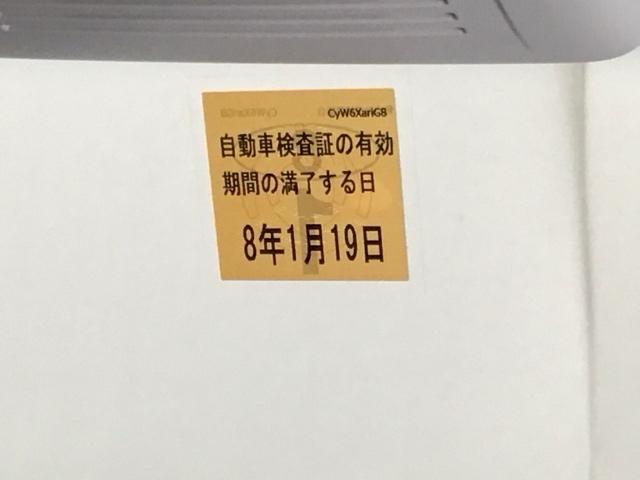 CyW6XariG8
自動車検査証の有効
期間の満了する日
8年1月19日